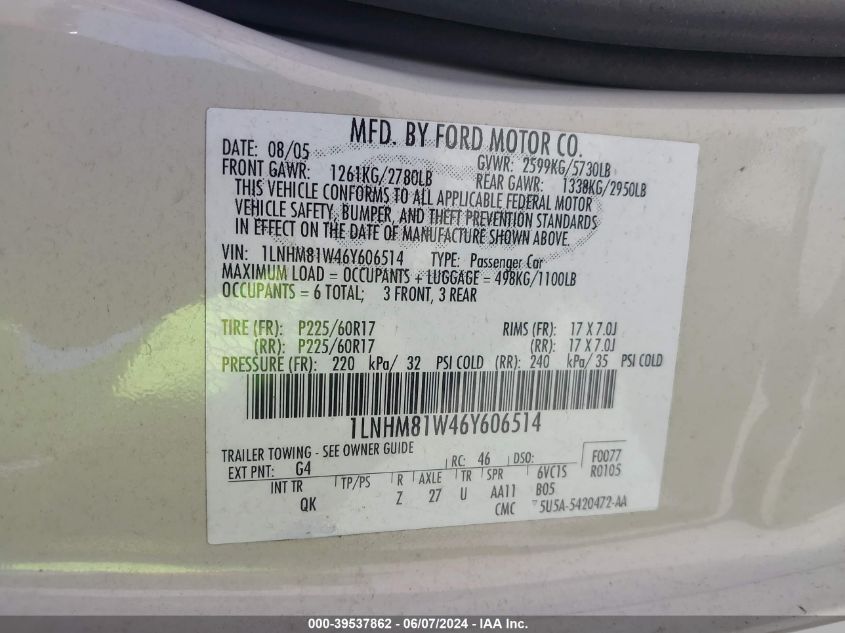 MFD. BY FORD MOTOR CO.
DATE: 08/05 GVWR: 2599KG/5730LB
FRONT GAWR: 1261KG/2780LB REAR GAWR: 1338KG/2950LB
THIS VEHICLE CONFORMS TO ALL APPLICABLE FEDERAL MOTOR
VEHICLE SAFETY, BUMPER, AND THEFT PREVENTION STANDARDS
IN EFFECT ON THE DATE OF MANUFACTURE SHOWN ABOVE.
VIN: 1LNHM81W46Y606514 TYPE: Passenger Car
MAXIMUM LOAD = OCCUPANTS + LUGGAGE = 498KG/1100LB
OCCUPANTS = 6 TOTAL; 3 FRONT, 3 REAR
TIRE (FR): P225/60R17 RIMS (FR): 17 X 7.0J
(RR): P225/60R17 (RR): 17 X 7.0J
PRESSURE (FR): 220 kPa/ 32 PSI COLD (RR): 240 kPa/ 35 PSI COLD
1LNHM81W46Y606514
TRAILER TOWING - SEE OWNER GUIDE
EXT PNT: G4 RC: 46 DSO: F0077
INT TR TP/PS R AXLE TR SPR 6VC1S R0105
QK Z 27 U AA11 B05
CMC 5U5A-5420472-AA
000-39537862 - 06/07/2024 - IAA Inc.